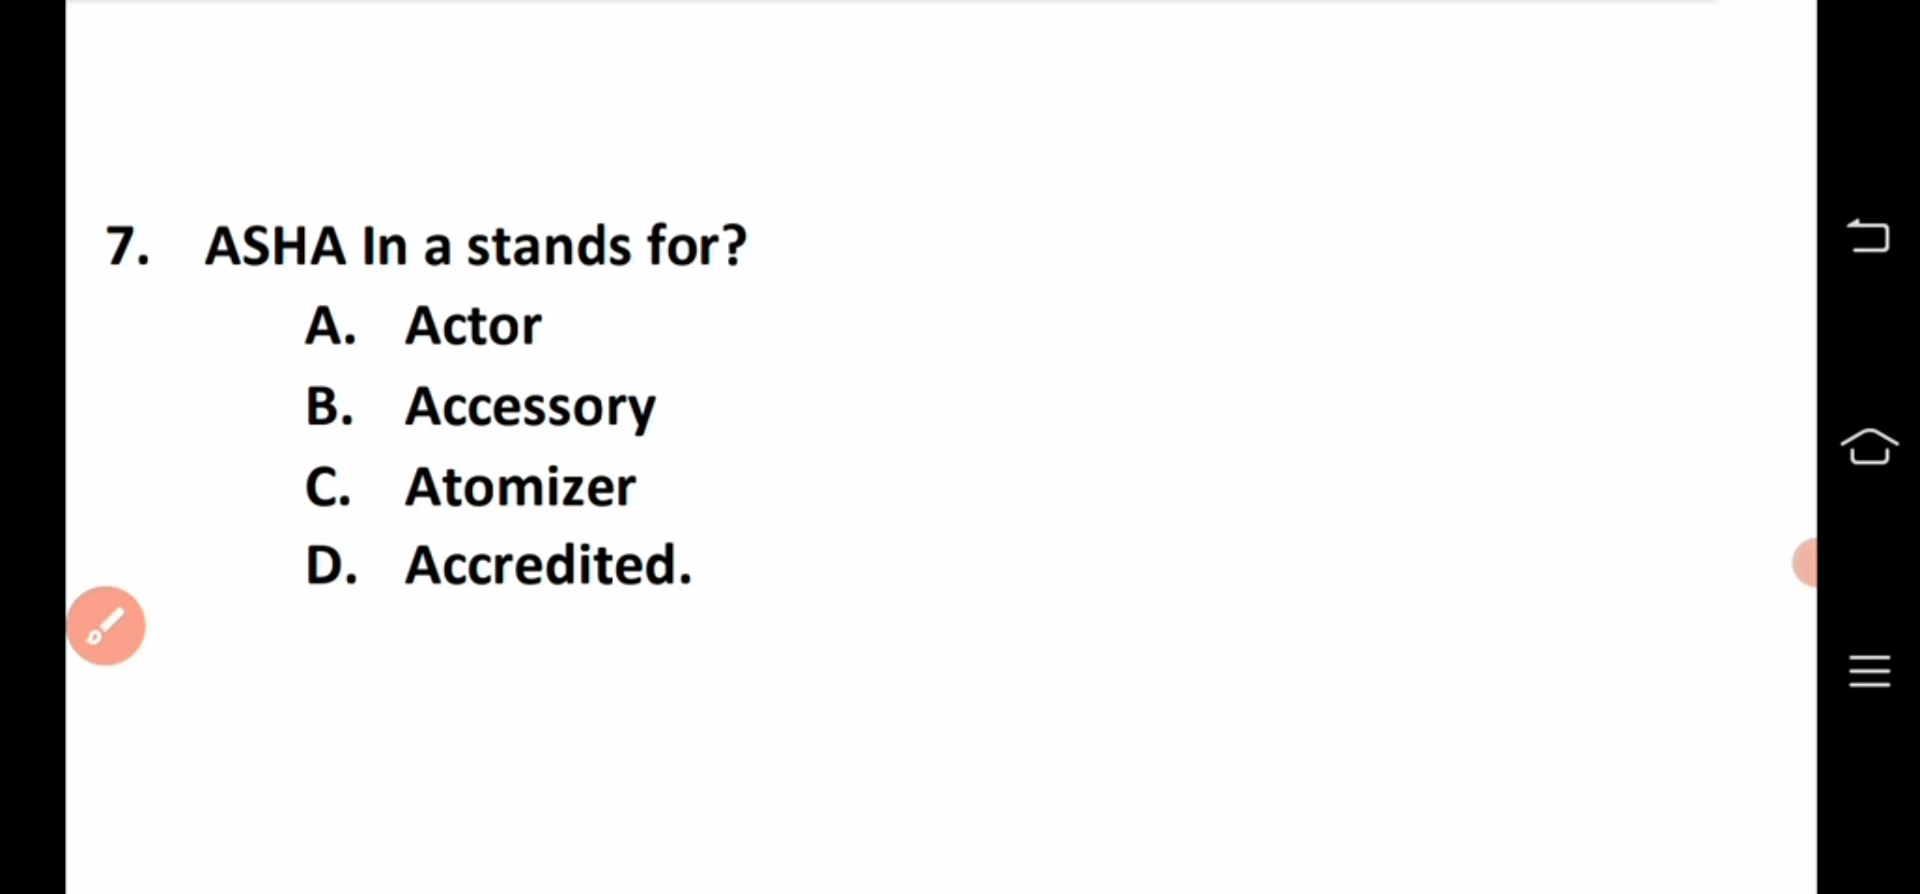 7. ASHA In a stands for?
A. Actor
B. Accessory
C. Atomizer
D. Accredited.